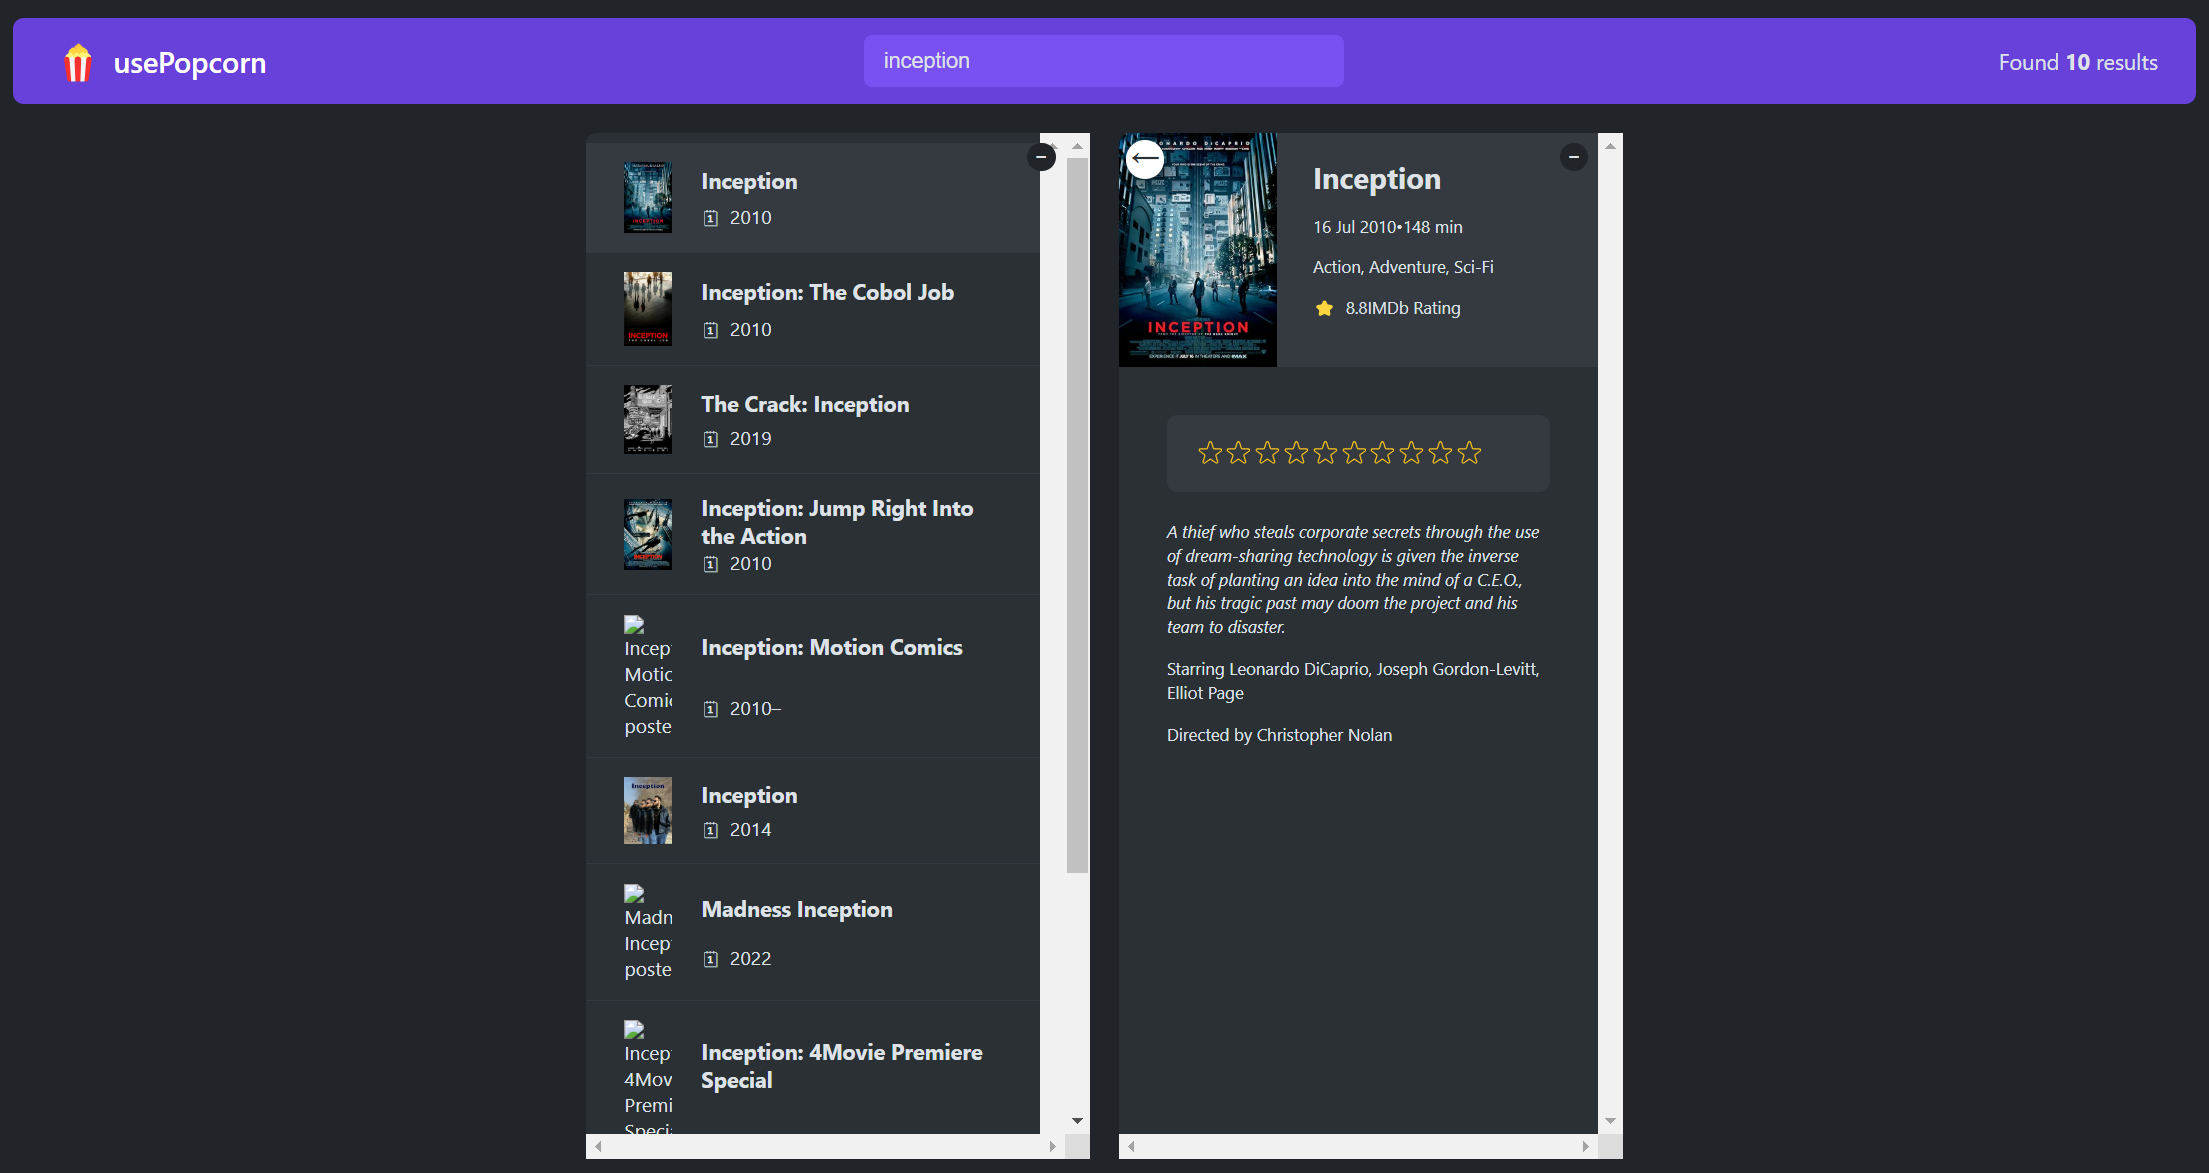 usePopcorn
inception
Found 10 results
Inception
2010
Inception: The Cobol Job
2010
The Crack: Inception
2019
Inception: Jump Right Into
the Action
2010
Incep
Motic
Comi
poste
Inception: Motion Comics
2010–
Inception
2014
Madn
Incep
poste
Madness Inception
2022
Incep
4Mov
Premi
Speci
Inception: 4Movie Premiere
Special
INCEPTION
Inception
16 Jul 2010•148 min
Action, Adventure, Sci-Fi
8.8IMDb Rating
A thief who steals corporate secrets through the use
of dream-sharing technology is given the inverse
task of planting an idea into the mind of a C.E.O.,
but his tragic past may doom the project and his
team to disaster.
Starring Leonardo DiCaprio, Joseph Gordon-Levitt,
Elliot Page
Directed by Christopher Nolan